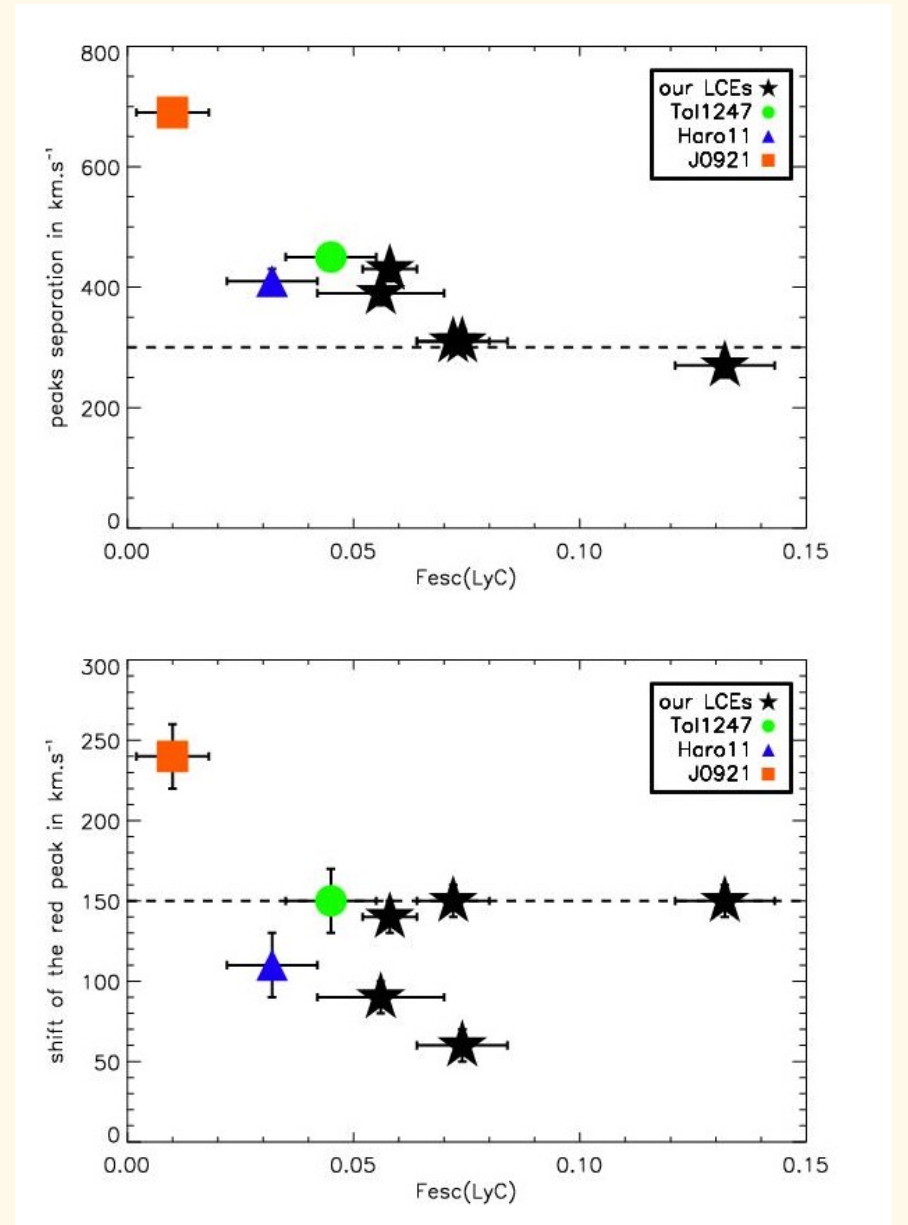 800
our LCEs
Tol1247
Haro11
J0921
600
400
200
0
peaks separation in km.s⁻¹
0.00 0.05 0.10 0.15
Fesc(LyC)
300
our LCEs
Tol1247
Haro11
J0921
250
200
150
100
50
0
shift of the red peak in km.s⁻¹
0.00 0.05 0.10 0.15
Fesc(LyC)